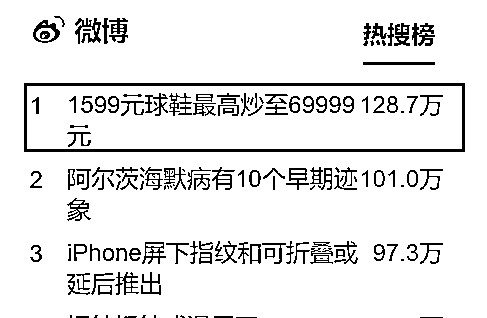 微博
热搜榜
1 1599元球鞋最高炒至69999 128.7万
元
2 阿尔茨海默病有10个早期迹 101.0万
象
3 iPhone屏下指纹和可折叠或 97.3万
延后推出